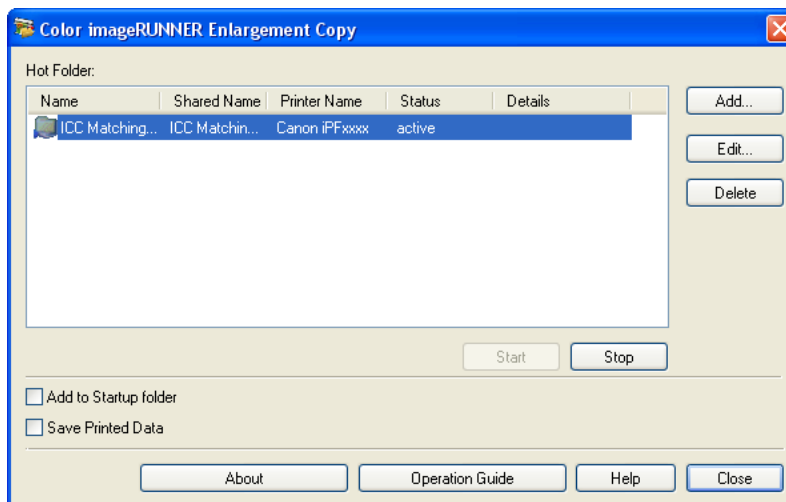 Color imageRUNNER Enlargement Copy
Hot Folder:
Name Shared Name Printer Name Status Details
ICC Matching... ICC Matchin... Canon iPFxxxx active
Add...
Edit...
Delete
Start Stop
Add to Startup folder
Save Printed Data
About Operation Guide Help Close